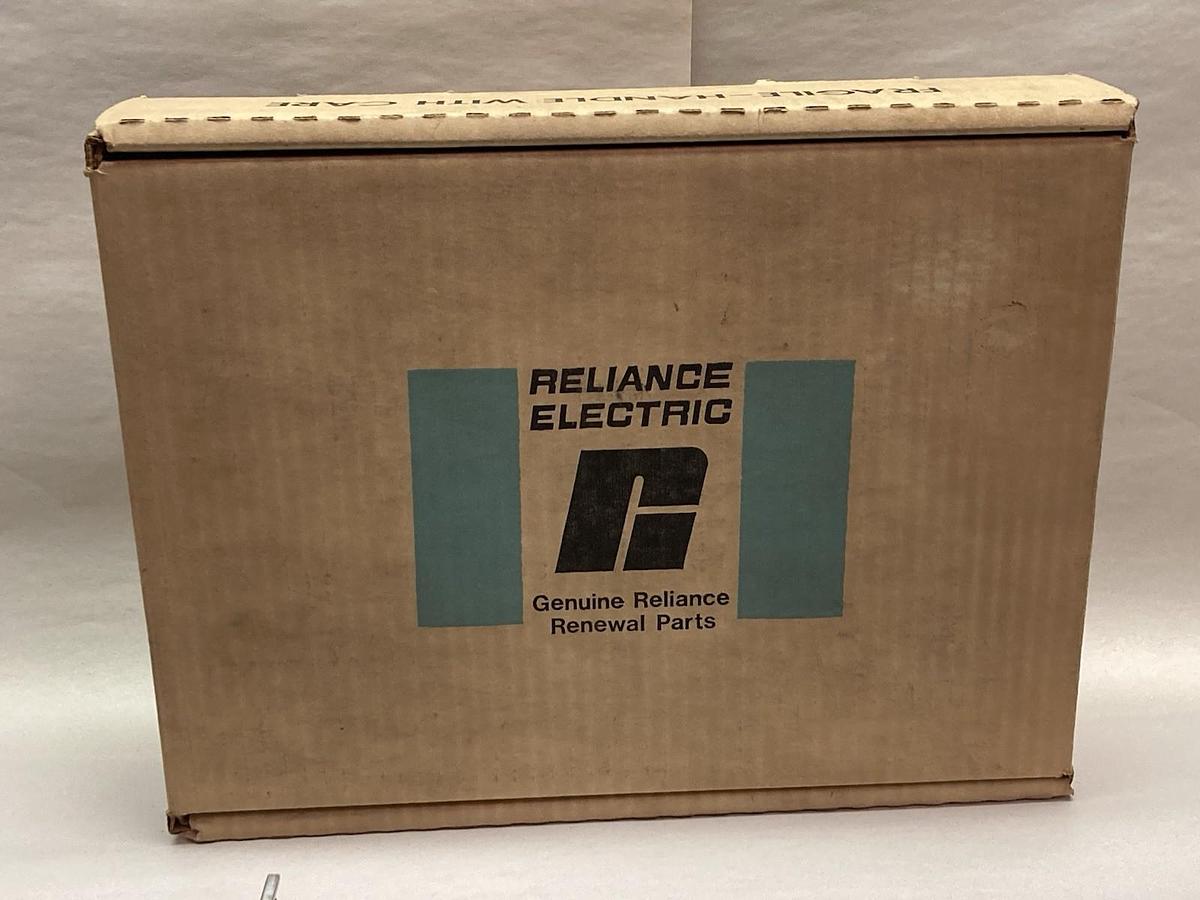 FRAGILE - HANDLE WITH CARE
RELIANCE
ELECTRIC
R
Genuine Reliance
Renewal Parts